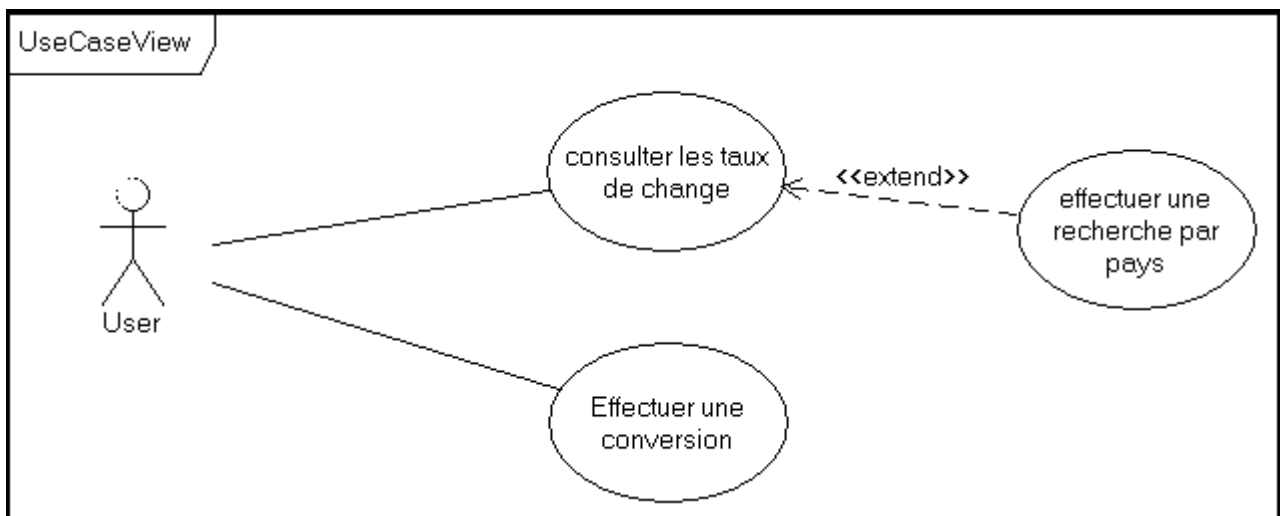 UseCaseView
consulter les taux
de change
<<extend>>
effectuer une
recherche par
pays
User
Effectuer une
conversion